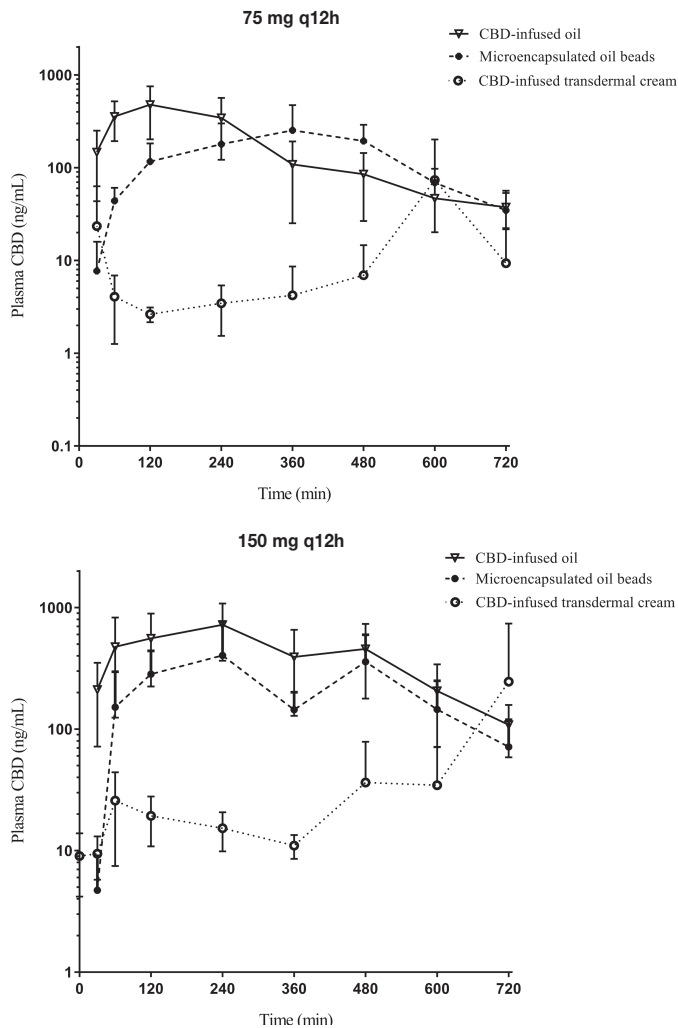 75 mg q12h
CBD-infused oil
Microencapsulated oil beads
CBD-infused transdermal cream
1000
100
10
1
0.1
Plasma CBD (ng/mL)
0 120 240 360 480 600 720
Time (min)
150 mg q12h
CBD-infused oil
Microencapsulated oil beads
CBD-infused transdermal cream
1000
100
10
1
Plasma CBD (ng/mL)
0 120 240 360 480 600 720
Time (min)